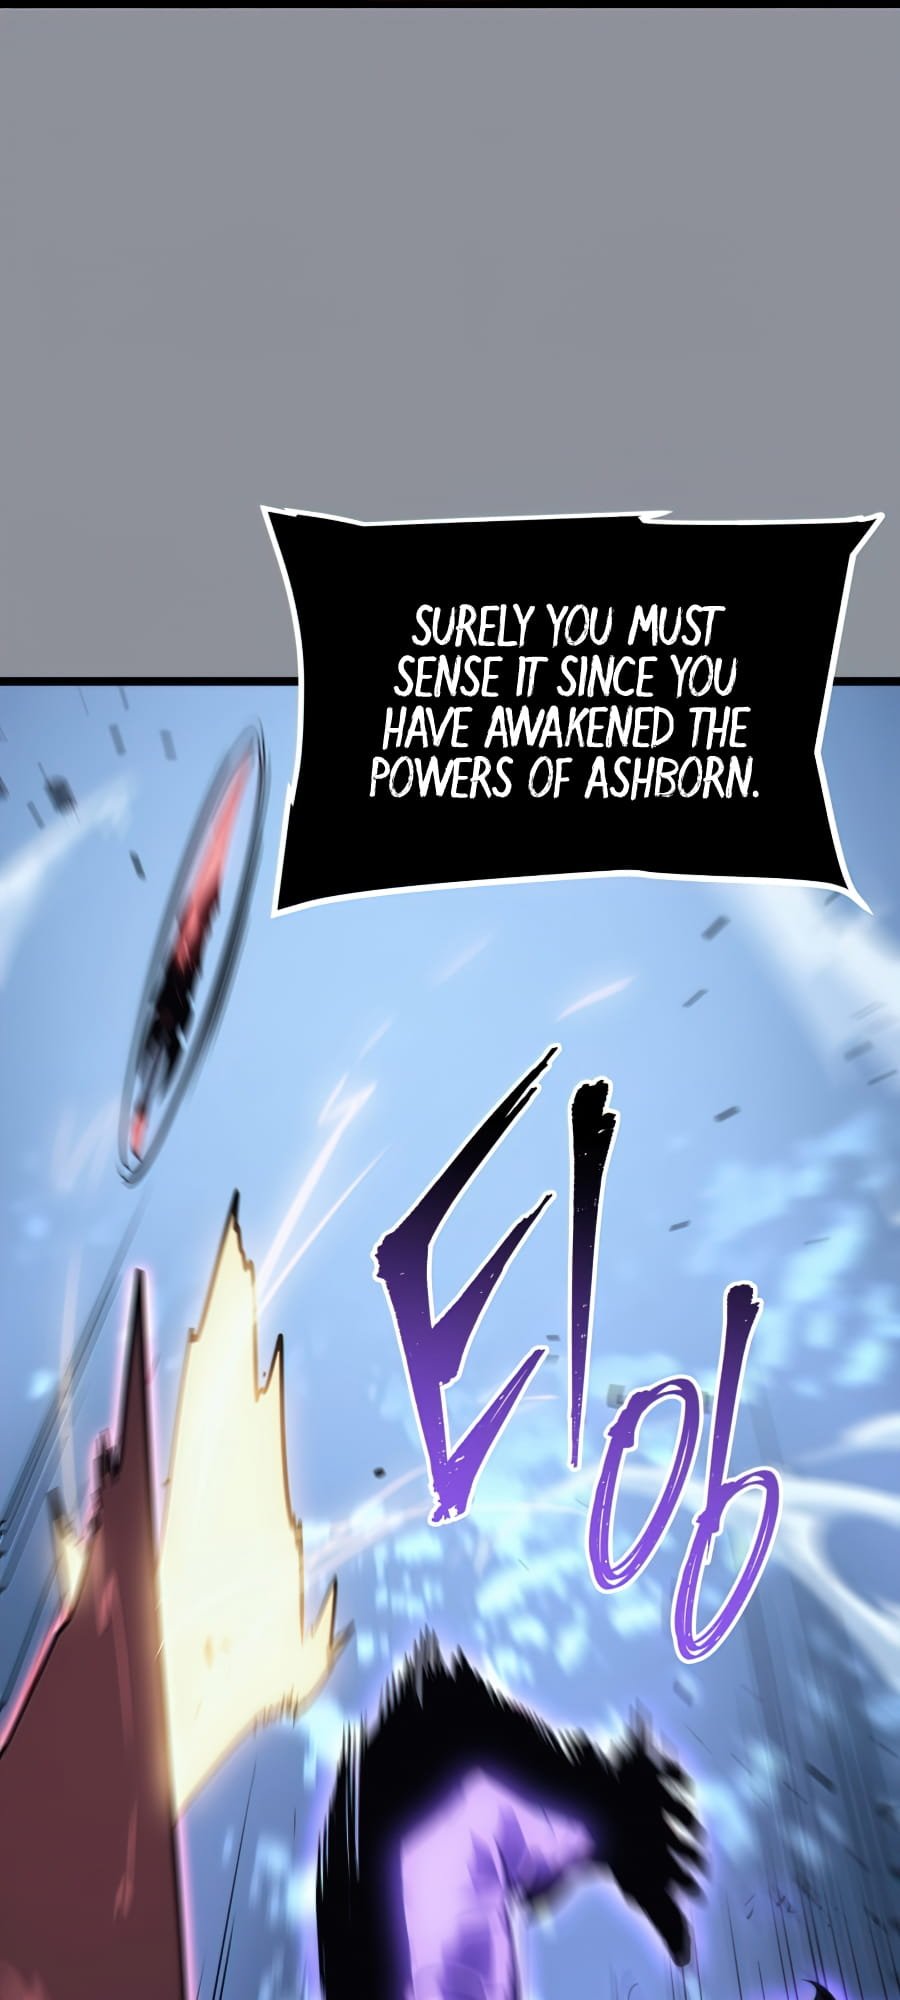 SURELY YOU MUST
SENSE IT SINCE YOU
HAVE AWAKENED THE
POWERS OF ASHBORN.